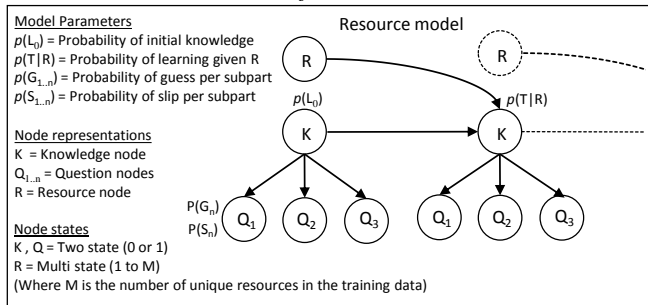 Model Parameters
p(L₀) = Probability of initial knowledge
p(T|R) = Probability of learning given R
p(G₁..ₙ) = Probability of guess per subpart
p(S₁..ₙ) = Probability of slip per subpart
Node representations
K = Knowledge node
Q₁..ₙ = Question nodes
R = Resource node
Node states
K , Q = Two state (0 or 1)
R = Multi state (1 to M)
(Where M is the number of unique resources in the training data)
Resource model
R
R
p(L₀)
p(T|R)
K
K
P(Gₙ)
P(Sₙ)
Q₁
Q₂
Q₃
Q₁
Q₂
Q₃